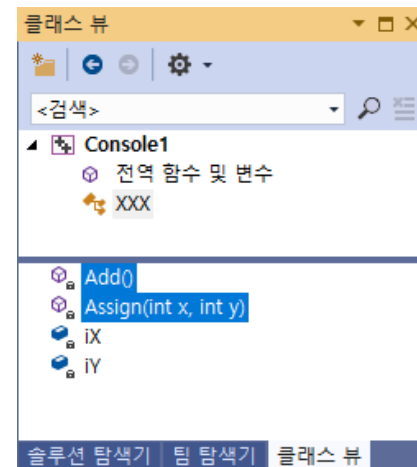 클래스 뷰
<검색>
Console1
전역 함수 및 변수
XXX
Add()
Assign(int x, int y)
iX
iY
솔루션 탐색기 팀 탐색기 클래스 뷰